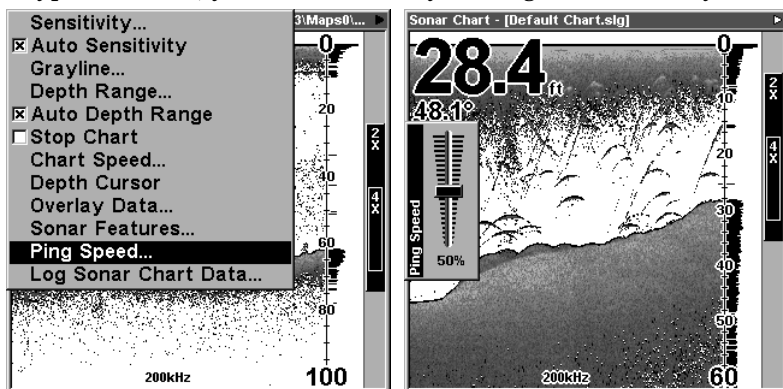 Sensitivity...
Auto Sensitivity
Grayline...
Depth Range...
Auto Depth Range
Stop Chart
Chart Speed...
Depth Cursor
Overlay Data...
Sonar Features...
Ping Speed...
Log Sonar Chart Data...
3\Maps0\...
0
20
40
60
80
100
2X
4X
200kHz
Sonar Chart - [Default Chart.slg]
28.4 ft
48.1°
Ping Speed
50%
0
10
20
30
40
50
60
2X
4X
200kHz